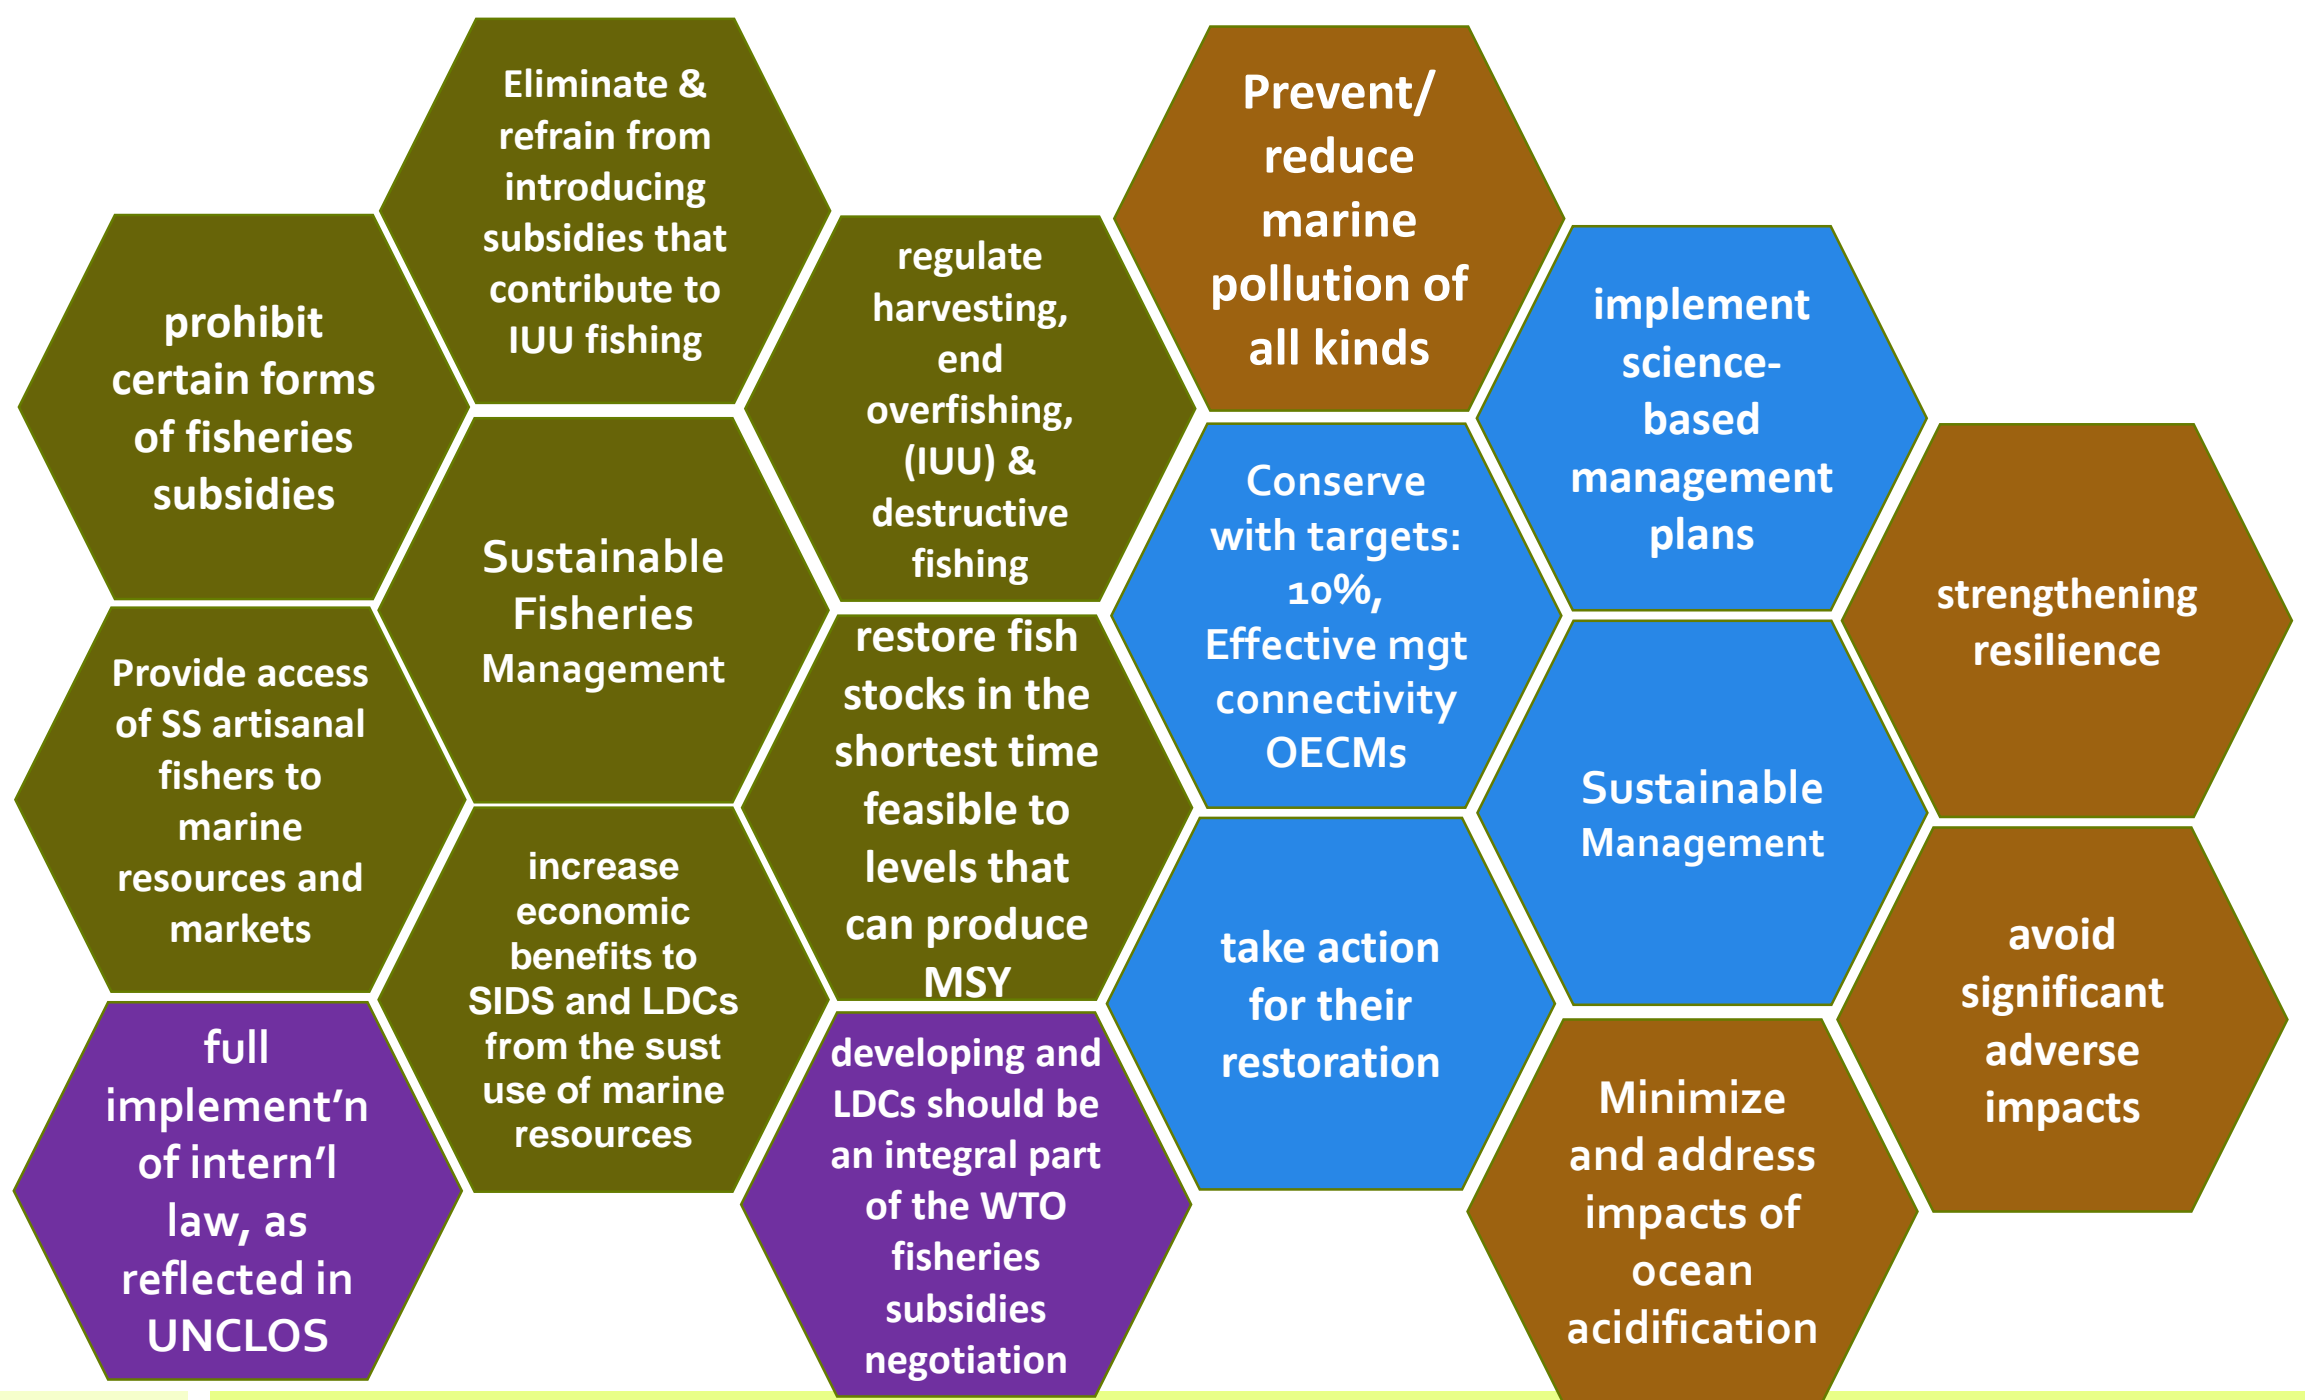 Eliminate &
refrain from
introducing
subsidies that
contribute to
IUU fishing
Prevent/
reduce
marine
pollution of
all kinds
prohibit
certain forms
of fisheries
subsidies
regulate
harvesting,
end
overfishing,
(IUU) &
destructive
fishing
implement
science-
based
management
plans
Sustainable
Fisheries
Management
Conserve
with targets:
10%,
Effective mgt
connectivity
OECMs
strengthening
resilience
Provide access
of SS artisanal
fishers to
marine
resources and
markets
restore fish
stocks in the
shortest time
feasible to
levels that
can produce
MSY
Sustainable
Management
increase
economic
benefits to
SIDS and LDCs
from the sust
use of marine
resources
take action
for their
restoration
avoid
significant
adverse
impacts
full
implement’n
of intern’l
law, as
reflected in
UNCLOS
developing and
LDCs should be
an integral part
of the WTO
fisheries
subsidies
negotiation
Minimize
and address
impacts of
ocean
acidification